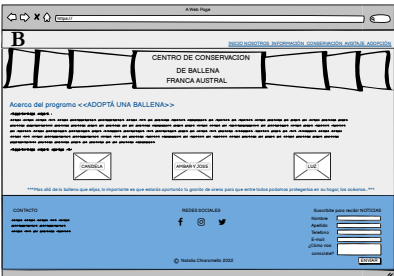 A Web Page
https://
B
INICIO NOSOTROS INFORMACIÓN CONSERVACIÓN AVISTAJE ADOPCIÓN
CENTRO DE CONSERVACION
DE BALLENA
FRANCA AUSTRAL
Acerca del programa <<ADOPTÁ UNA BALLENA>>
CANDELA
AMBAR Y JOSE
LUZ
***Mas allá de la ballena que elijas, lo importante es que estarás aportando tu granito de arena para que entre todos podamos protegerlas en su hogar, los océanos.***
CONTACTO
REDES SOCIALES
Suscribite para recibir NOTICIAS
Nombre
Apellido
Telefono
E-mail
¿Cómo nos
conociste?
ENVIAR
© Natalia Chiaromello 2022